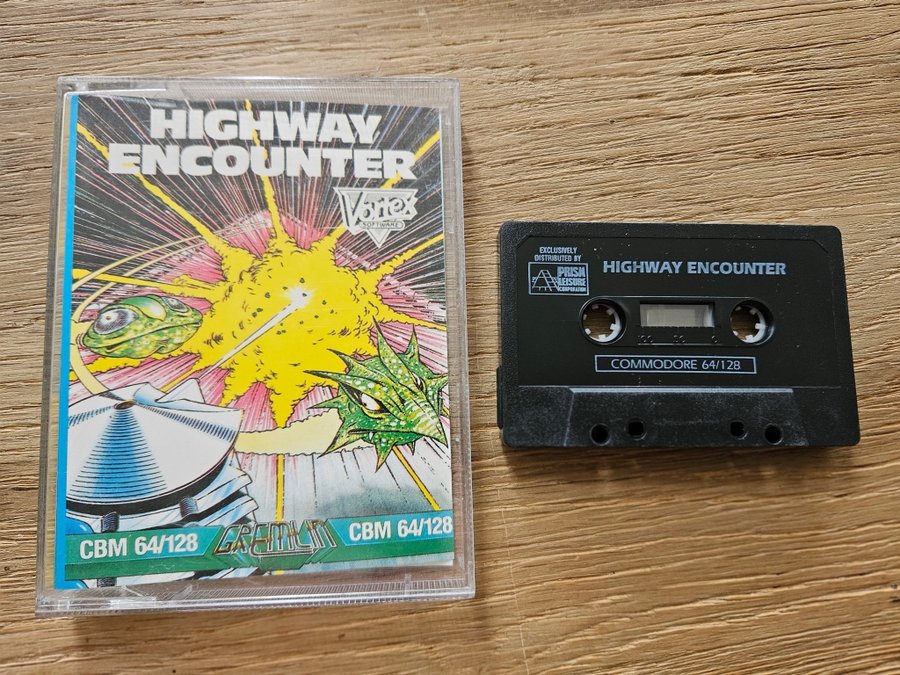 HIGHWAY
ENCOUNTER
Vortex
SOFTWARE
CBM 64/128
GREMLIN
CBM 64/128
EXCLUSIVELY
DISTRIBUTED BY
PRISM
LEISURE
CORPORATION
HIGHWAY ENCOUNTER
COMMODORE 64/128